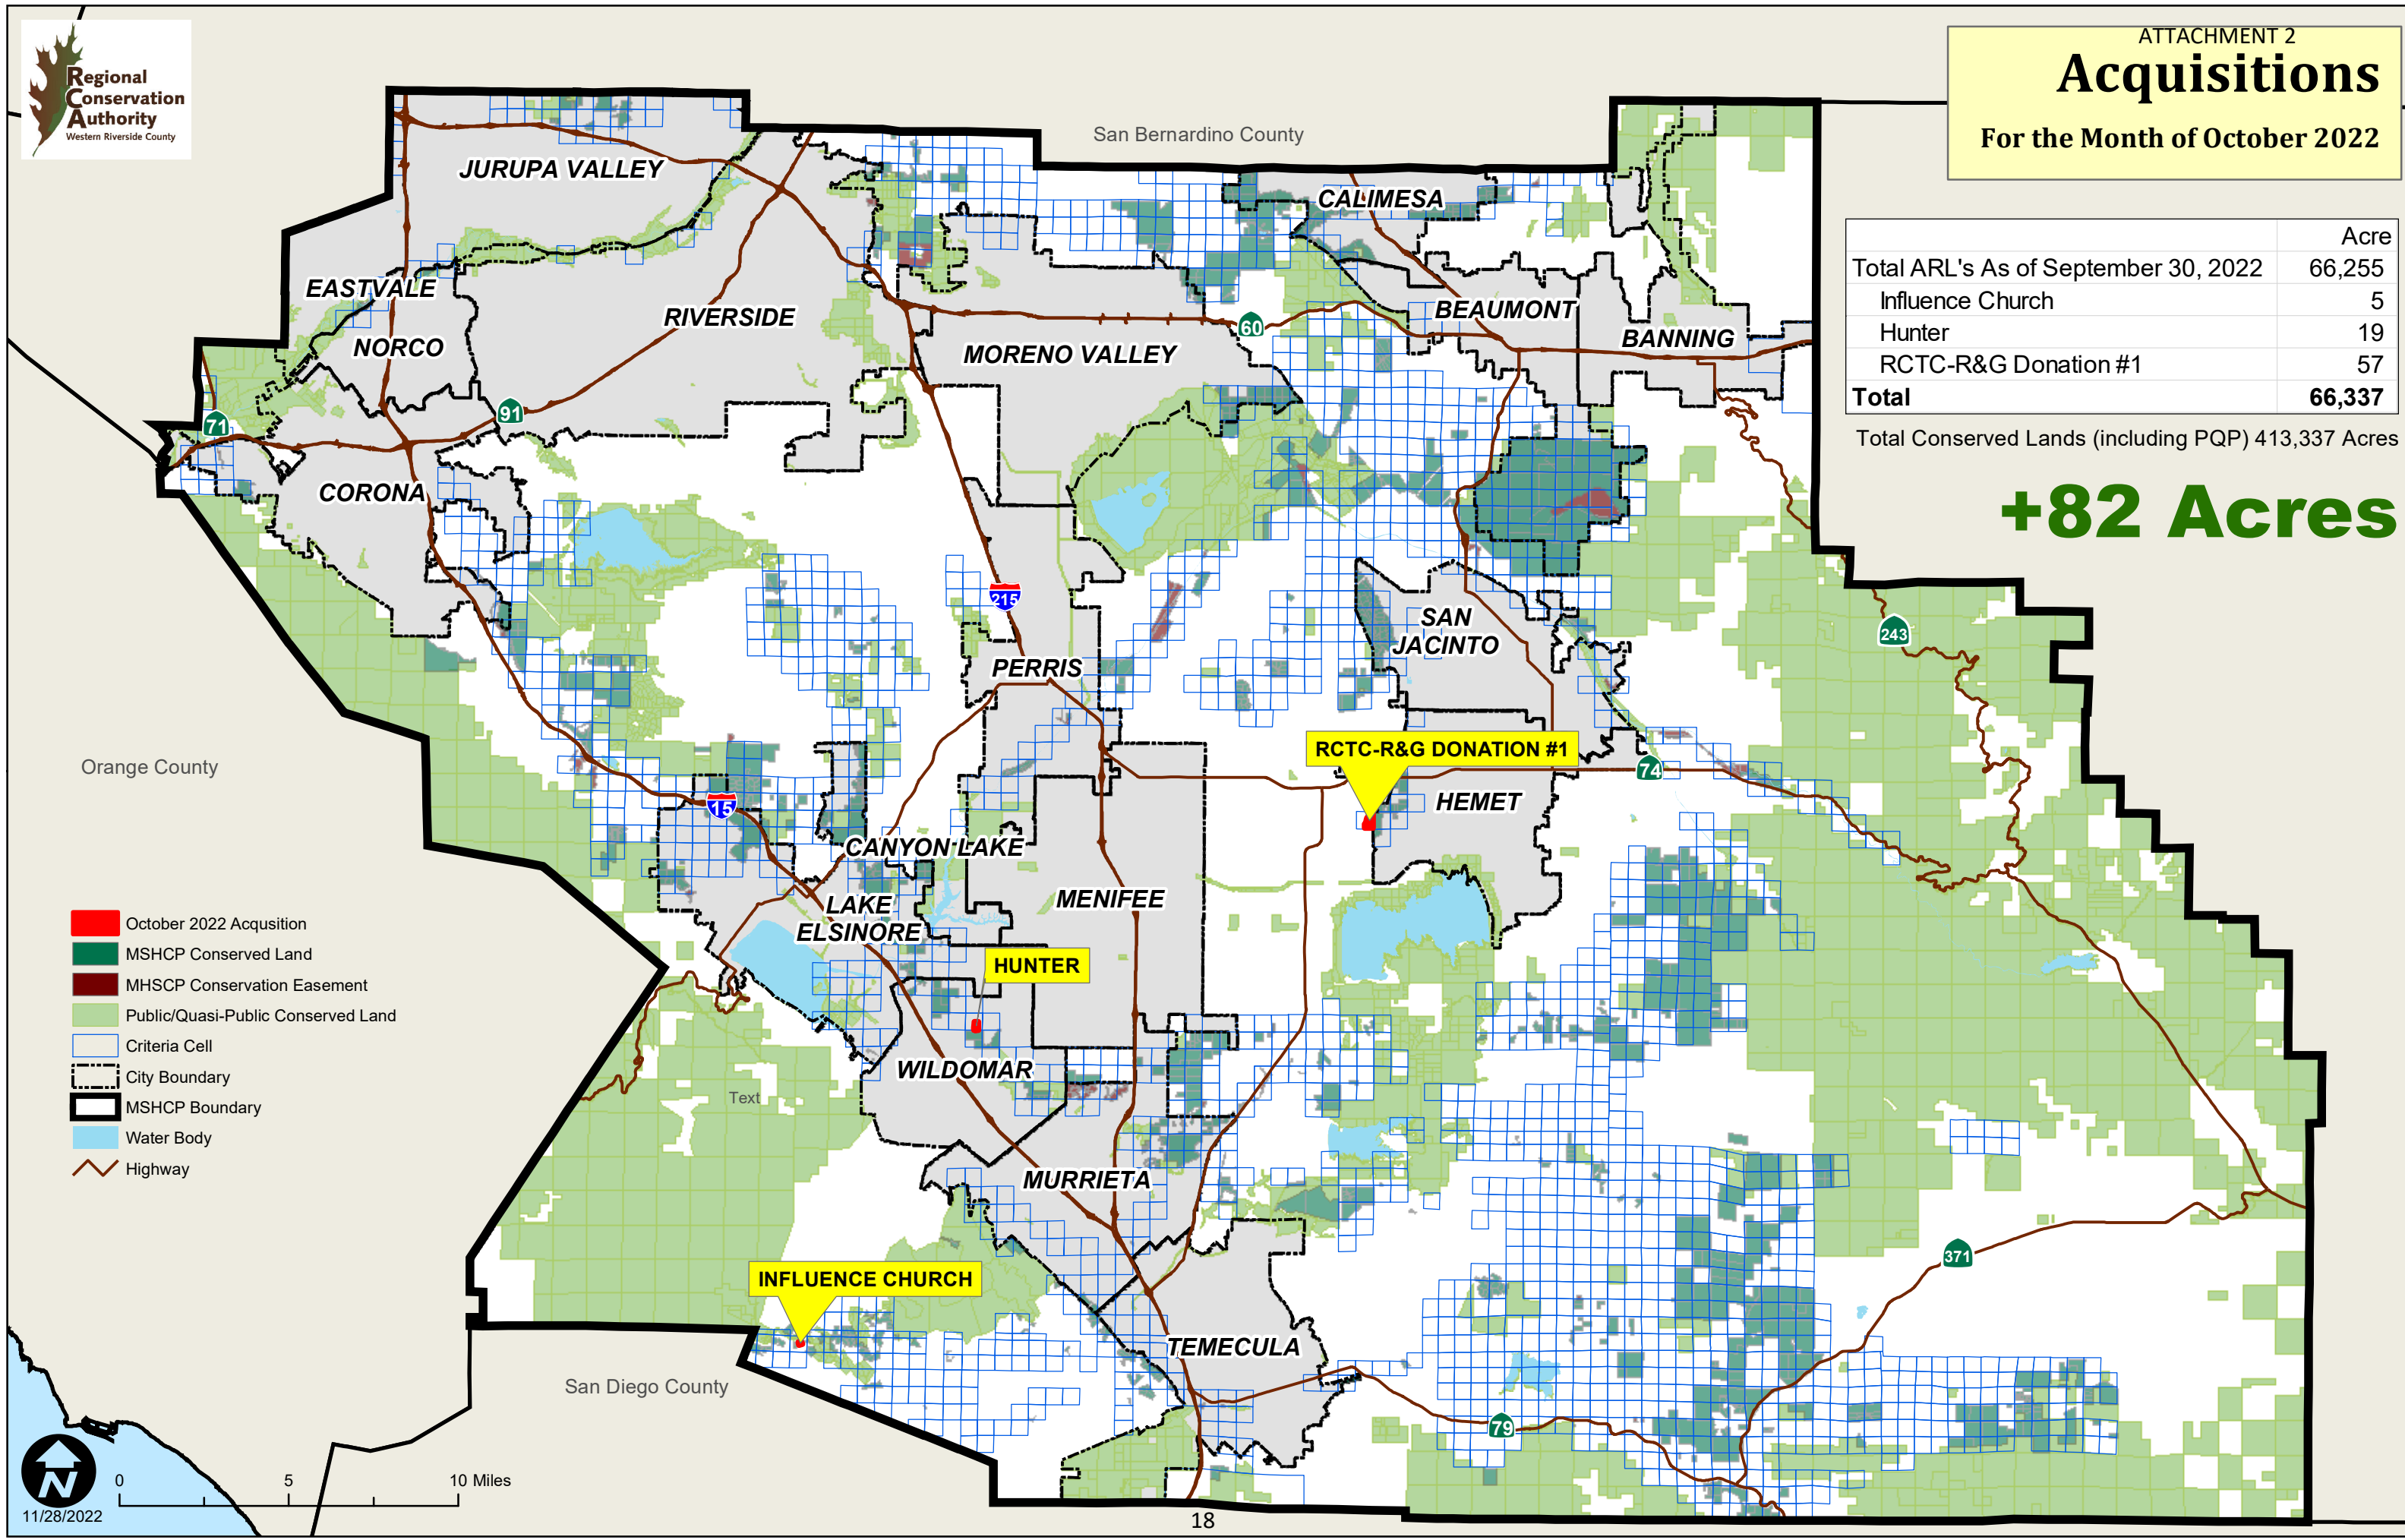 Regional
Conservation
Authority
Western Riverside County
ATTACHMENT 2
Acquisitions
For the Month of October 2022
San Bernardino County
JURUPA VALLEY
CALIMESA
Acre
Total ARL's As of September 30, 2022 66,255
Influence Church 5
Hunter 19
RCTC-R&G Donation #1 57
Total 66,337
Total Conserved Lands (including PQP) 413,337 Acres
+82 Acres
EASTVALE
RIVERSIDE
60
BEAUMONT
BANNING
NORCO
MORENO VALLEY
71
91
CORONA
215
SAN
JACINTO
243
PERRIS
Orange County
RCTC-R&G DONATION #1
74
15
HEMET
CANYON LAKE
MENIFEE
LAKE
ELSINORE
HUNTER
October 2022 Acqusition
MSHCP Conserved Land
MHSCP Conservation Easement
Public/Quasi-Public Conserved Land
Criteria Cell
City Boundary
MSHCP Boundary
Water Body
Highway
WILDOMAR
Text
MURRIETA
371
INFLUENCE CHURCH
TEMECULA
San Diego County
79
N
0 5 10 Miles
11/28/2022
18